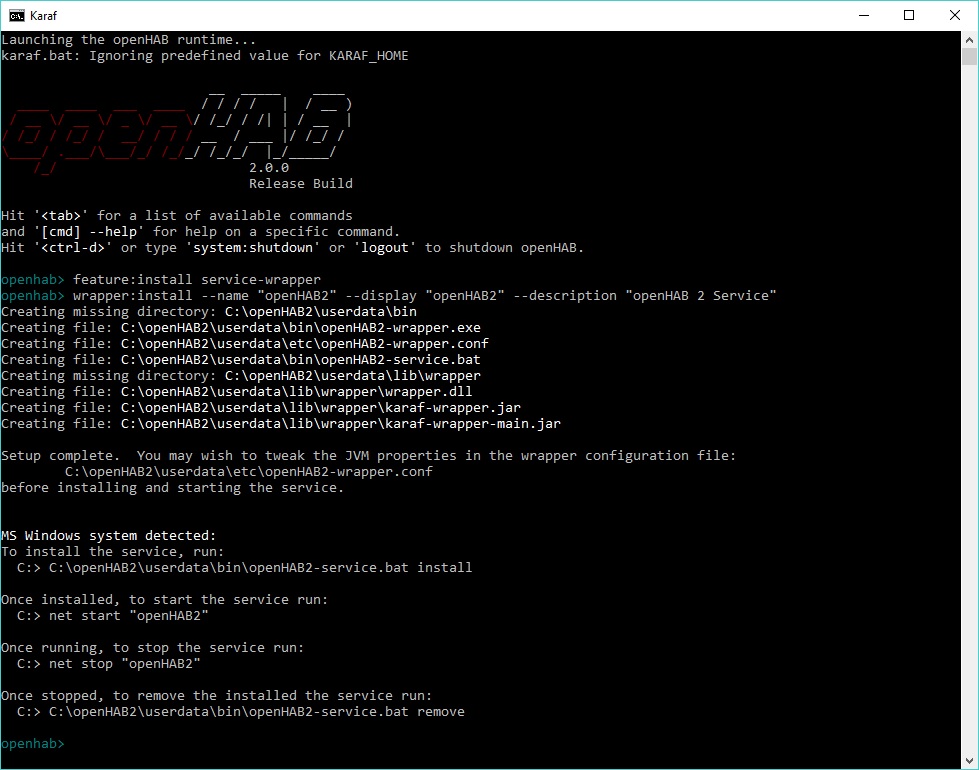 Karaf
Launching the openHAB runtime...
karaf.bat: Ignoring predefined value for KARAF_HOME
openHAB
2.0.0
Release Build
Hit '<tab>' for a list of available commands
and '[cmd] --help' for help on a specific command.
Hit '<ctrl-d>' or type 'system:shutdown' or 'logout' to shutdown openHAB.
openhab> feature:install service-wrapper
openhab> wrapper:install --name "openHAB2" --display "openHAB2" --description "openHAB 2 Service"
Creating missing directory: C:\openHAB2\userdata\bin
Creating file: C:\openHAB2\userdata\bin\openHAB2-wrapper.exe
Creating file: C:\openHAB2\userdata\etc\openHAB2-wrapper.conf
Creating file: C:\openHAB2\userdata\bin\openHAB2-service.bat
Creating missing directory: C:\openHAB2\userdata\lib\wrapper
Creating file: C:\openHAB2\userdata\lib\wrapper\wrapper.dll
Creating file: C:\openHAB2\userdata\lib\wrapper\karaf-wrapper.jar
Creating file: C:\openHAB2\userdata\lib\wrapper\karaf-wrapper-main.jar
Setup complete.  You may wish to tweak the JVM properties in the wrapper configuration file:
C:\openHAB2\userdata\etc\openHAB2-wrapper.conf
before installing and starting the service.
MS Windows system detected:
To install the service, run:
C:> C:\openHAB2\userdata\bin\openHAB2-service.bat install
Once installed, to start the service run:
C:> net start "openHAB2"
Once running, to stop the service run:
C:> net stop "openHAB2"
Once stopped, to remove the installed the service run:
C:> C:\openHAB2\userdata\bin\openHAB2-service.bat remove
openhab>